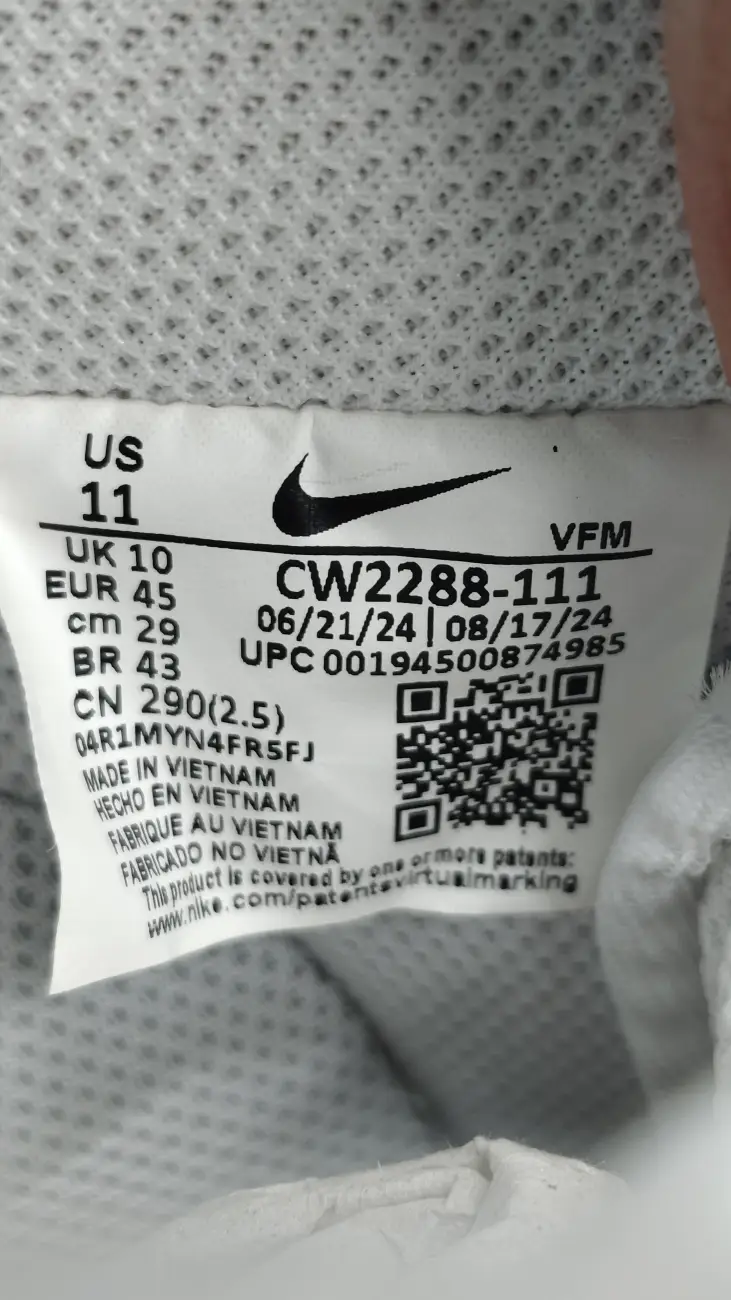 US
11
VFM
UK 10
EUR 45
cm 29
BR 43
CN 290(2.5)
CW2288-111
06/21/24 | 08/17/24
UPC 00194500874985
04R1MYN4FR5FJ
MADE IN VIETNAM
HECHO EN VIETNAM
FABRIQUE AU VIETNAM
FABRICADO NO VIETNÃ
This product is covered by one or more patents:
www.nike.com/patentsvirtualmarking